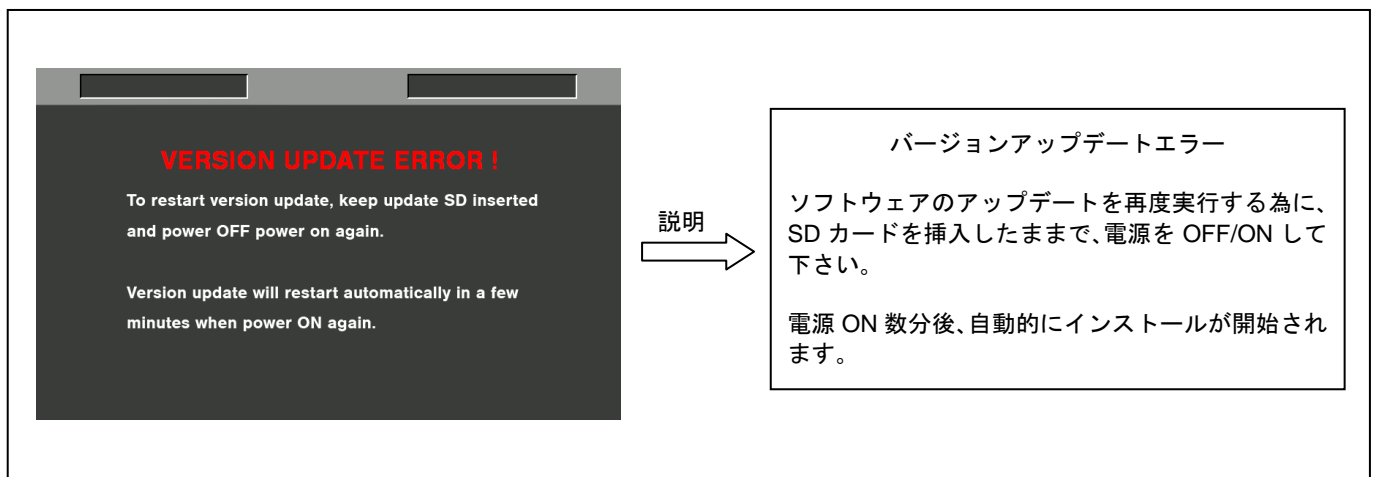 VERSION UPDATE ERROR !
To restart version update, keep update SD inserted
and power OFF power on again.
Version update will restart automatically in a few
minutes when power ON again.
説明
バージョンアップデートエラー
ソフトウェアのアップデートを再度実行する為に、
SD カードを挿入したままで、電源を OFF/ON して
下さい。
電源 ON 数分後、自動的にインストールが開始され
ます。